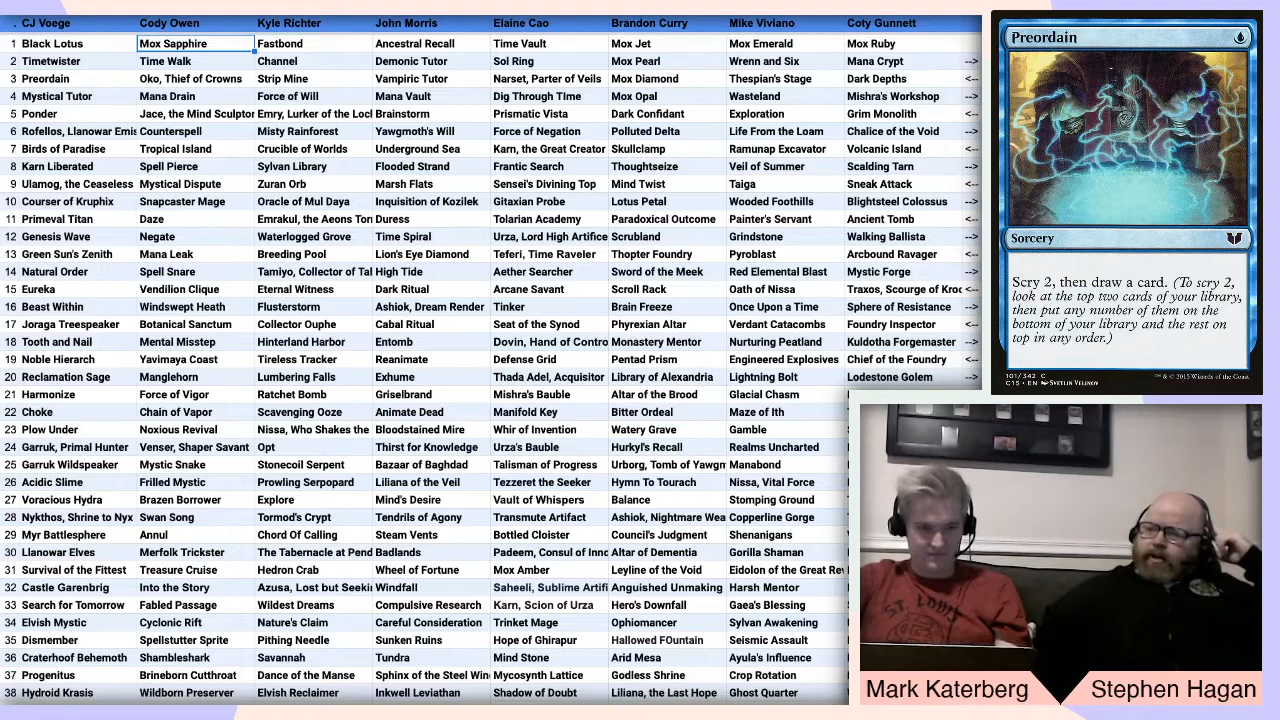 . CJ Voege Cody Owen Kyle Richter John Morris Elaine Cao Brandon Curry Mike Viviano Coty Gunnett
1 Black Lotus Mox Sapphire Fastbond Ancestral Recall Time Vault Mox Jet Mox Emerald Mox Ruby
2 Timetwister Time Walk Channel Demonic Tutor Sol Ring Mox Pearl Wrenn and Six Mana Crypt -->
3 Preordain Oko, Thief of Crowns Strip Mine Vampiric Tutor Narset, Parter of Veils Mox Diamond Thespian's Stage Dark Depths <--
4 Mystical Tutor Mana Drain Force of Will Mana Vault Dig Through TIme Mox Opal Wasteland Mishra's Workshop -->
5 Ponder Jace, the Mind Sculptor Emry, Lurker of the Loch Brainstorm Prismatic Vista Dark Confidant Exploration Grim Monolith <--
6 Rofellos, Llanowar Emis Counterspell Misty Rainforest Yawgmoth's Will Force of Negation Polluted Delta Life From the Loam Chalice of the Void -->
7 Birds of Paradise Tropical Island Crucible of Worlds Underground Sea Karn, the Great Creator Skullclamp Ramunap Excavator Volcanic Island <--
8 Karn Liberated Spell Pierce Sylvan Library Flooded Strand Frantic Search Thoughtseize Veil of Summer Scalding Tarn -->
9 Ulamog, the Ceaseless Mystical Dispute Zuran Orb Marsh Flats Sensei's Divining Top Mind Twist Taiga Sneak Attack <--
10 Courser of Kruphix Snapcaster Mage Oracle of Mul Daya Inquisition of Kozilek Gitaxian Probe Lotus Petal Wooded Foothills Blightsteel Colossus -->
11 Primeval Titan Daze Emrakul, the Aeons Torn Duress Tolarian Academy Paradoxical Outcome Painter's Servant Ancient Tomb <--
12 Genesis Wave Negate Waterlogged Grove Time Spiral Urza, Lord High Artifice Scrubland Grindstone Walking Ballista -->
13 Green Sun's Zenith Mana Leak Breeding Pool Lion's Eye Diamond Teferi, Time Raveler Thopter Foundry Pyroblast Arcbound Ravager <--
14 Natural Order Spell Snare Tamiyo, Collector of Tal High Tide Aether Searcher Sword of the Meek Red Elemental Blast Mystic Forge -->
15 Eureka Vendilion Clique Eternal Witness Dark Ritual Arcane Savant Scroll Rack Oath of Nissa Traxos, Scourge of Kroo <--
16 Beast Within Windswept Heath Flusterstorm Ashiok, Dream Render Tinker Brain Freeze Once Upon a Time Sphere of Resistance -->
17 Joraga Treespeaker Botanical Sanctum Collector Ouphe Cabal Ritual Seat of the Synod Phyrexian Altar Verdant Catacombs Foundry Inspector <--
18 Tooth and Nail Mental Misstep Hinterland Harbor Entomb Dovin, Hand of Contro Monastery Mentor Nurturing Peatland Kuldotha Forgemaster -->
19 Noble Hierarch Yavimaya Coast Tireless Tracker Reanimate Defense Grid Pentad Prism Engineered Explosives Chief of the Foundry <--
20 Reclamation Sage Manglehorn Lumbering Falls Exhume Thada Adel, Acquisitor Library of Alexandria Lightning Bolt Lodestone Golem -->
21 Harmonize Force of Vigor Ratchet Bomb Griselbrand Mishra's Bauble Altar of the Brood Glacial Chasm
22 Choke Chain of Vapor Scavenging Ooze Animate Dead Manifold Key Bitter Ordeal Maze of Ith
23 Plow Under Noxious Revival Nissa, Who Shakes the Bloodstained Mire Whir of Invention Watery Grave Gamble
24 Garruk, Primal Hunter Venser, Shaper Savant Opt Thirst for Knowledge Urza's Bauble Hurkyl's Recall Realms Uncharted
25 Garruk Wildspeaker Mystic Snake Stonecoil Serpent Bazaar of Baghdad Talisman of Progress Urborg, Tomb of Yawgm Manabond
26 Acidic Slime Frilled Mystic Prowling Serpopard Liliana of the Veil Tezzeret the Seeker Hymn To Tourach Nissa, Vital Force
27 Voracious Hydra Brazen Borrower Explore Mind's Desire Vault of Whispers Balance Stomping Ground
28 Nykthos, Shrine to Nyx Swan Song Tormod's Crypt Tendrils of Agony Transmute Artifact Ashiok, Nightmare Wea Copperline Gorge
29 Myr Battlesphere Annul Chord Of Calling Steam Vents Bottled Cloister Council's Judgment Shenanigans
30 Llanowar Elves Merfolk Trickster The Tabernacle at Pend Badlands Padeem, Consul of Inno Altar of Dementia Gorilla Shaman
31 Survival of the Fittest Treasure Cruise Hedron Crab Wheel of Fortune Mox Amber Leyline of the Void Eidolon of the Great Rev
32 Castle Garenbrig Into the Story Azusa, Lost but Seeki Windfall Saheeli, Sublime Artifi Anguished Unmaking Harsh Mentor
33 Search for Tomorrow Fabled Passage Wildest Dreams Compulsive Research Karn, Scion of Urza Hero's Downfall Gaea's Blessing
34 Elvish Mystic Cyclonic Rift Nature's Claim Careful Consideration Trinket Mage Ophiomancer Sylvan Awakening
35 Dismember Spellstutter Sprite Pithing Needle Sunken Ruins Hope of Ghirapur Hallowed FOuntain Seismic Assault
36 Craterhoof Behemoth Shambleshark Savannah Tundra Mind Stone Arid Mesa Ayula's Influence
37 Progenitus Brineborn Cutthroat Dance of the Manse Sphinx of the Steel Win Mycosynth Lattice Godless Shrine Crop Rotation
38 Hydroid Krasis Wildborn Preserver Elvish Reclaimer Inkwell Leviathan Shadow of Doubt Liliana, the Last Hope Ghost Quarter
Preordain
Sorcery
Scry 2, then draw a card. (To scry 2,
look at the top two cards of your library,
then put any number of them on the
bottom of your library and the rest on
top in any order.)
101/342 C
C15 • EN Svetlin Velinov
™ & © 2015 Wizards of the Coast
ST. LOUIS
Mark Katerberg
Stephen Hagan